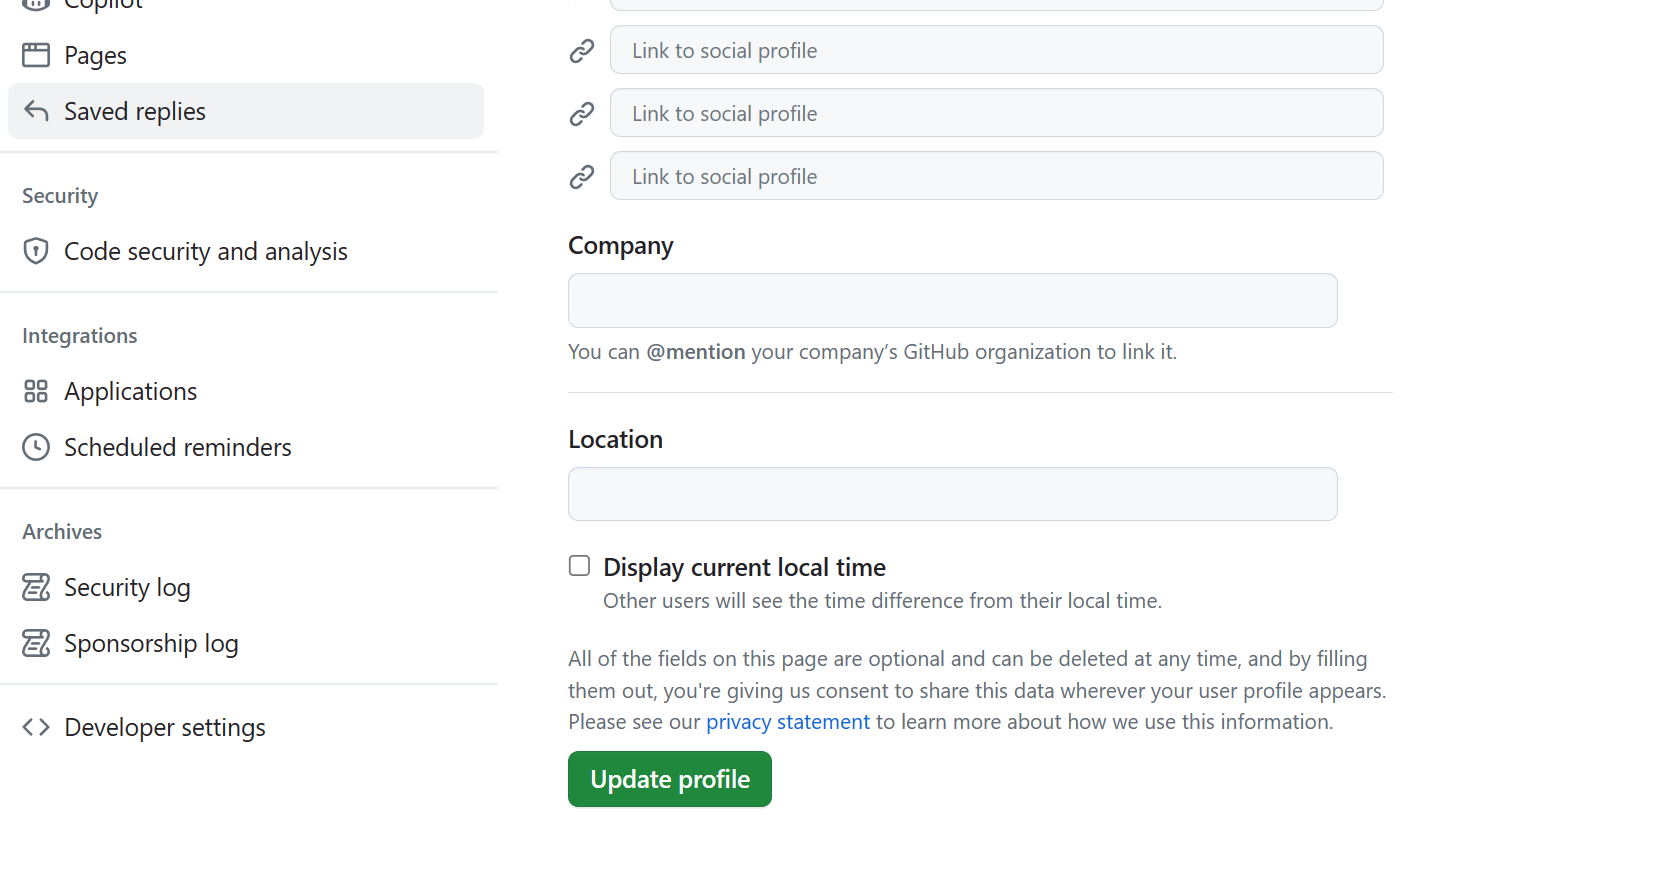 Copilot
Pages
Saved replies
Security
Code security and analysis
Integrations
Applications
Scheduled reminders
Archives
Security log
Sponsorship log
Developer settings
Link to social profile
Link to social profile
Link to social profile
Company
You can @mention your company’s GitHub organization to link it.
Location
Display current local time
Other users will see the time difference from their local time.
All of the fields on this page are optional and can be deleted at any time, and by filling
them out, you're giving us consent to share this data wherever your user profile appears.
Please see our privacy statement to learn more about how we use this information.
Update profile